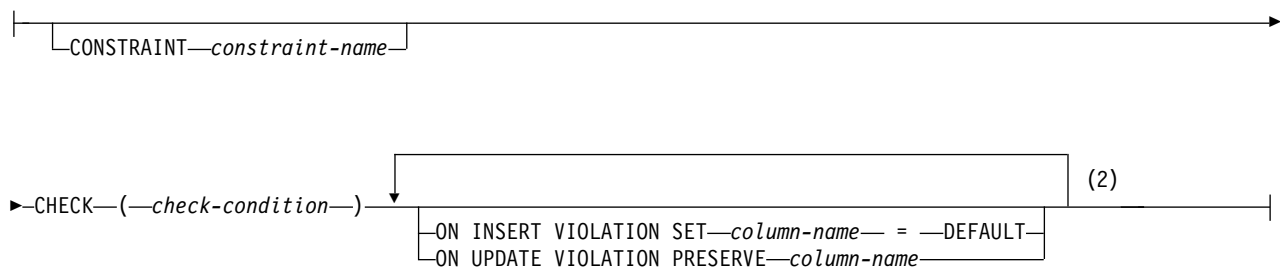 CONSTRAINT constraint-name
(2)
CHECK ( check-condition )
ON INSERT VIOLATION SET column-name = DEFAULT
ON UPDATE VIOLATION PRESERVE column-name